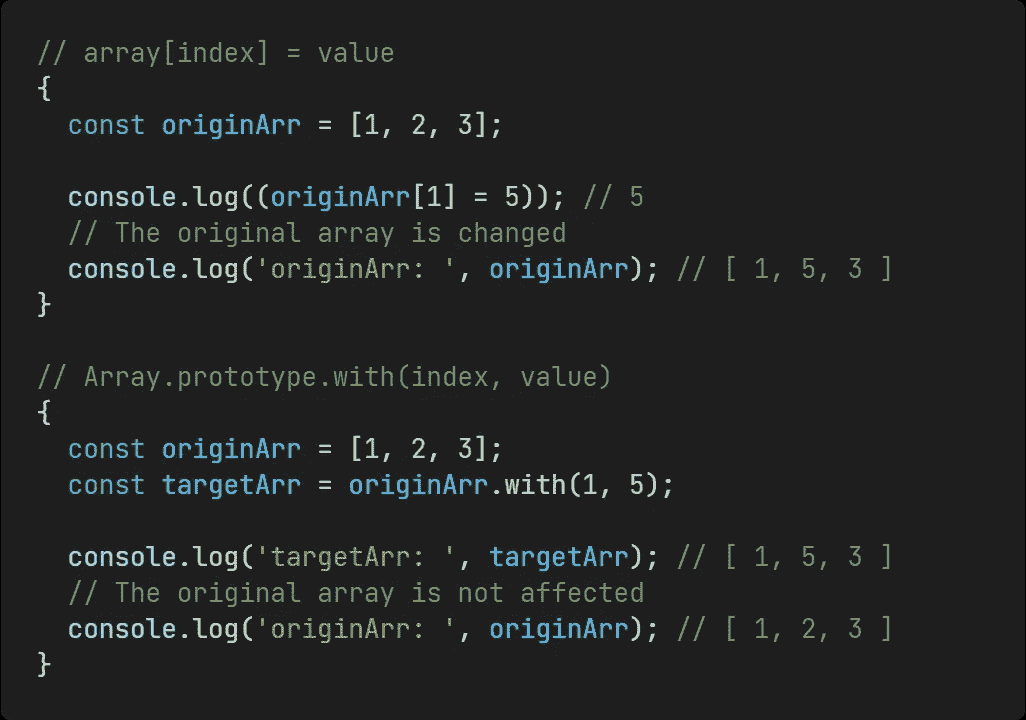 // array[index] = value
{
  const originArr = [1, 2, 3];
  console.log((originArr[1] = 5)); // 5
  // The original array is changed
  console.log('originArr: ', originArr); // [ 1, 5, 3 ]
}
// Array.prototype.with(index, value)
{
  const originArr = [1, 2, 3];
  const targetArr = originArr.with(1, 5);
  console.log('targetArr: ', targetArr); // [ 1, 5, 3 ]
  // The original array is not affected
  console.log('originArr: ', originArr); // [ 1, 2, 3 ]
}